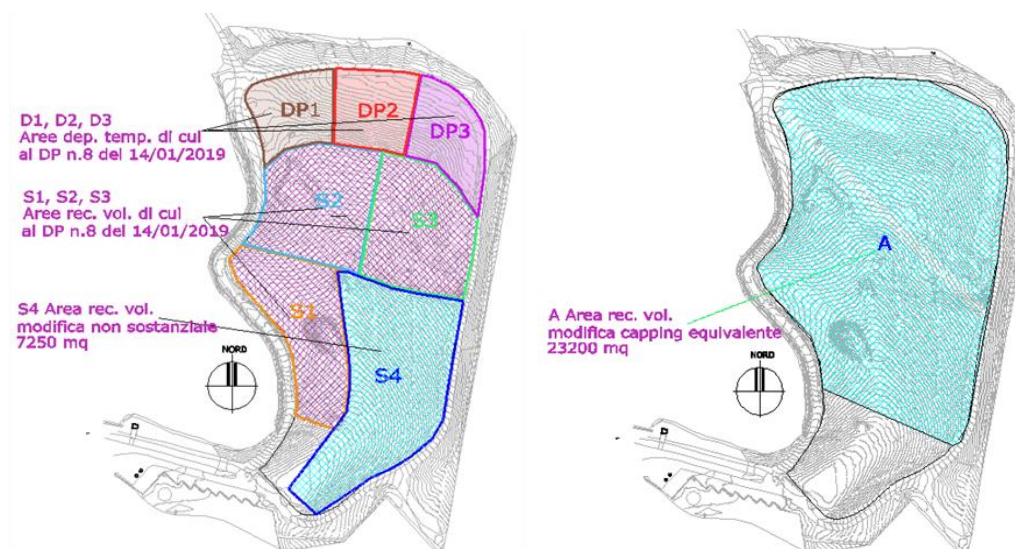 DP1
DP2
DP3
D1, D2, D3
Aree dep. temp. di cui
al DP n.8 del 14/01/2019
S1, S2, S3
Aree rec. vol. di cui
al DP n.8 del 14/01/2019
S2
S3
S1
S4 Area rec. vol.
modifica non sostanziale
7250 mq
S4
NORD
A
A Area rec. vol.
modifica capping equivalente
23200 mq
NORD